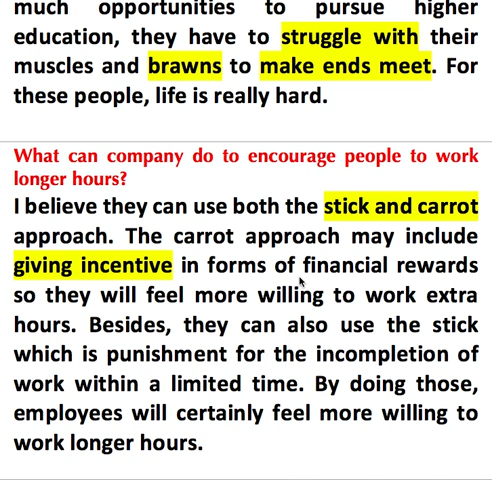 much opportunities to pursue higher
education, they have to struggle with their
muscles and brawns to make ends meet. For
these people, life is really hard.
What can company do to encourage people to work
longer hours?
I believe they can use both the stick and carrot
approach. The carrot approach may include
giving incentive in forms of financial rewards
so they will feel more willing to work extra
hours. Besides, they can also use the stick
which is punishment for the incompletion of
work within a limited time. By doing those,
employees will certainly feel more willing to
work longer hours.